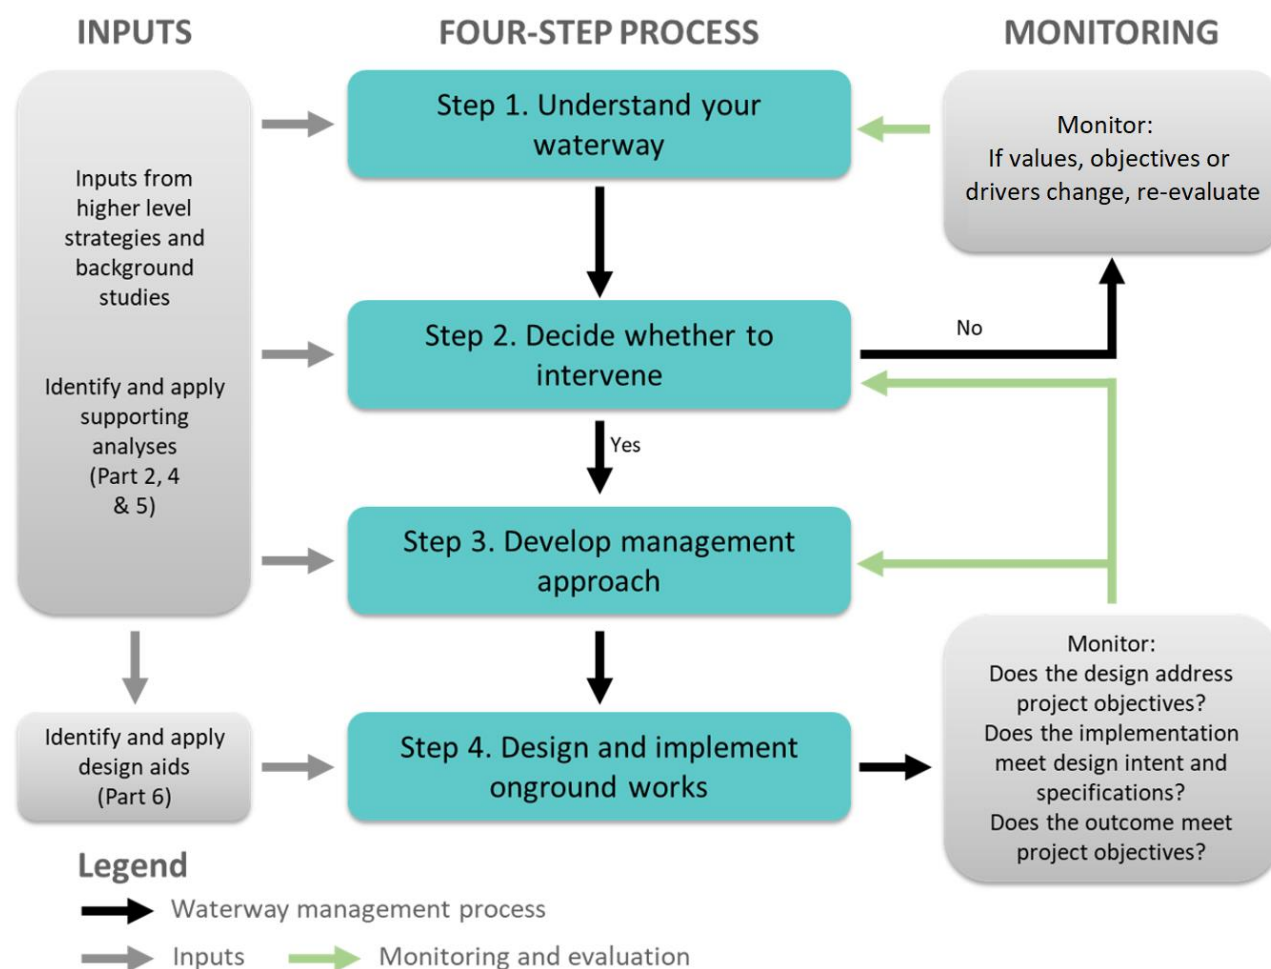 INPUTS
FOUR-STEP PROCESS
MONITORING
Inputs from
higher level
strategies and
background
studies
Identify and apply
supporting
analyses
(Part 2, 4
& 5)
Identify and apply
design aids
(Part 6)
Step 1. Understand your
waterway
Step 2. Decide whether to
intervene
No
Yes
Step 3. Develop management
approach
Step 4. Design and implement
onground works
Monitor:
If values, objectives or
drivers change, re-evaluate
Monitor:
Does the design address
project objectives?
Does the implementation
meet design intent and
specifications?
Does the outcome meet
project objectives?
Legend
Waterway management process
Inputs
Monitoring and evaluation